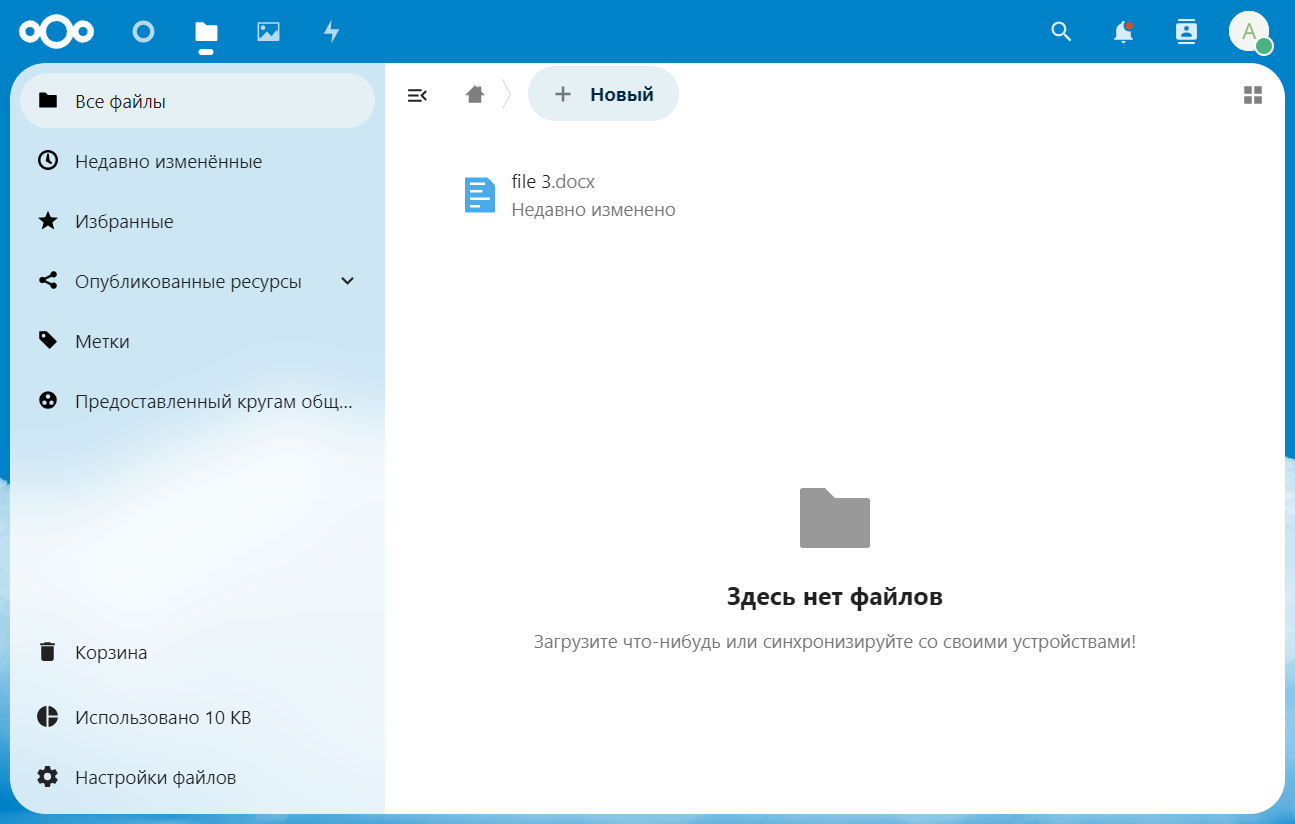 A
Все файлы
Недавно изменённые
Избранные
Опубликованные ресурсы
Метки
Предоставленный кругам общ...
Корзина
Использовано 10 KB
Настройки файлов
Новый
file 3.docx
Недавно изменено
Здесь нет файлов
Загрузите что-нибудь или синхронизируйте со своими устройствами!